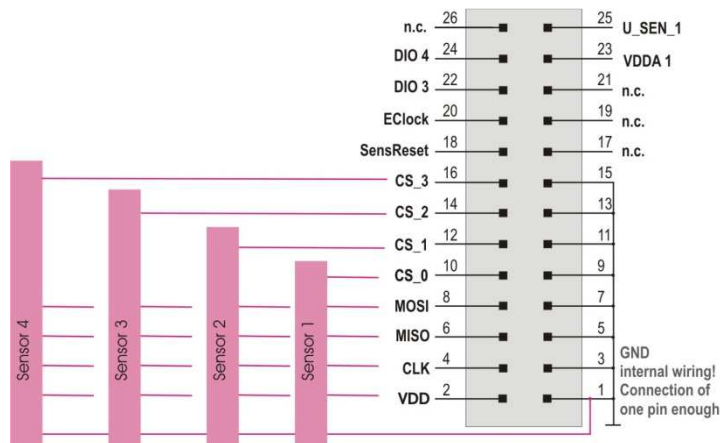 n.c. 26 25 U_SEN_1
DIO 4 24 23 VDDA 1
DIO 3 22 21 n.c.
EClock 20 19 n.c.
SensReset 18 17 n.c.
CS_3 16 15
CS_2 14 13
CS_1 12 11
CS_0 10 9
MOSI 8 7
MISO 6 5
CLK 4 3
VDD 2 1
GND
internal wiring!
Connection of
one pin enough
Sensor 4
Sensor 3
Sensor 2
Sensor 1